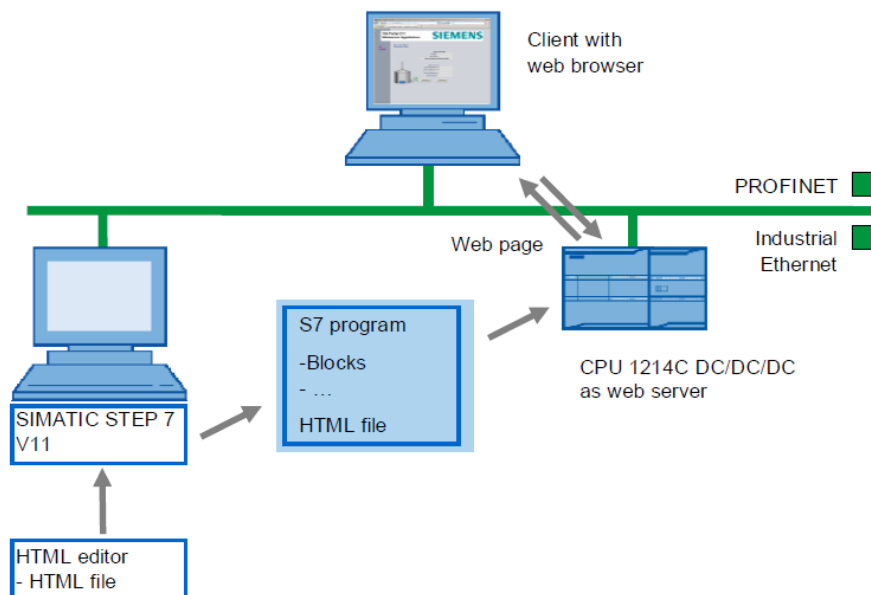 SIEMENS
Client with
web browser
PROFINET
Industrial
Ethernet
Web page
S7 program
-Blocks
- ...
HTML file
CPU 1214C DC/DC/DC
as web server
SIMATIC STEP 7
V11
HTML editor
- HTML file